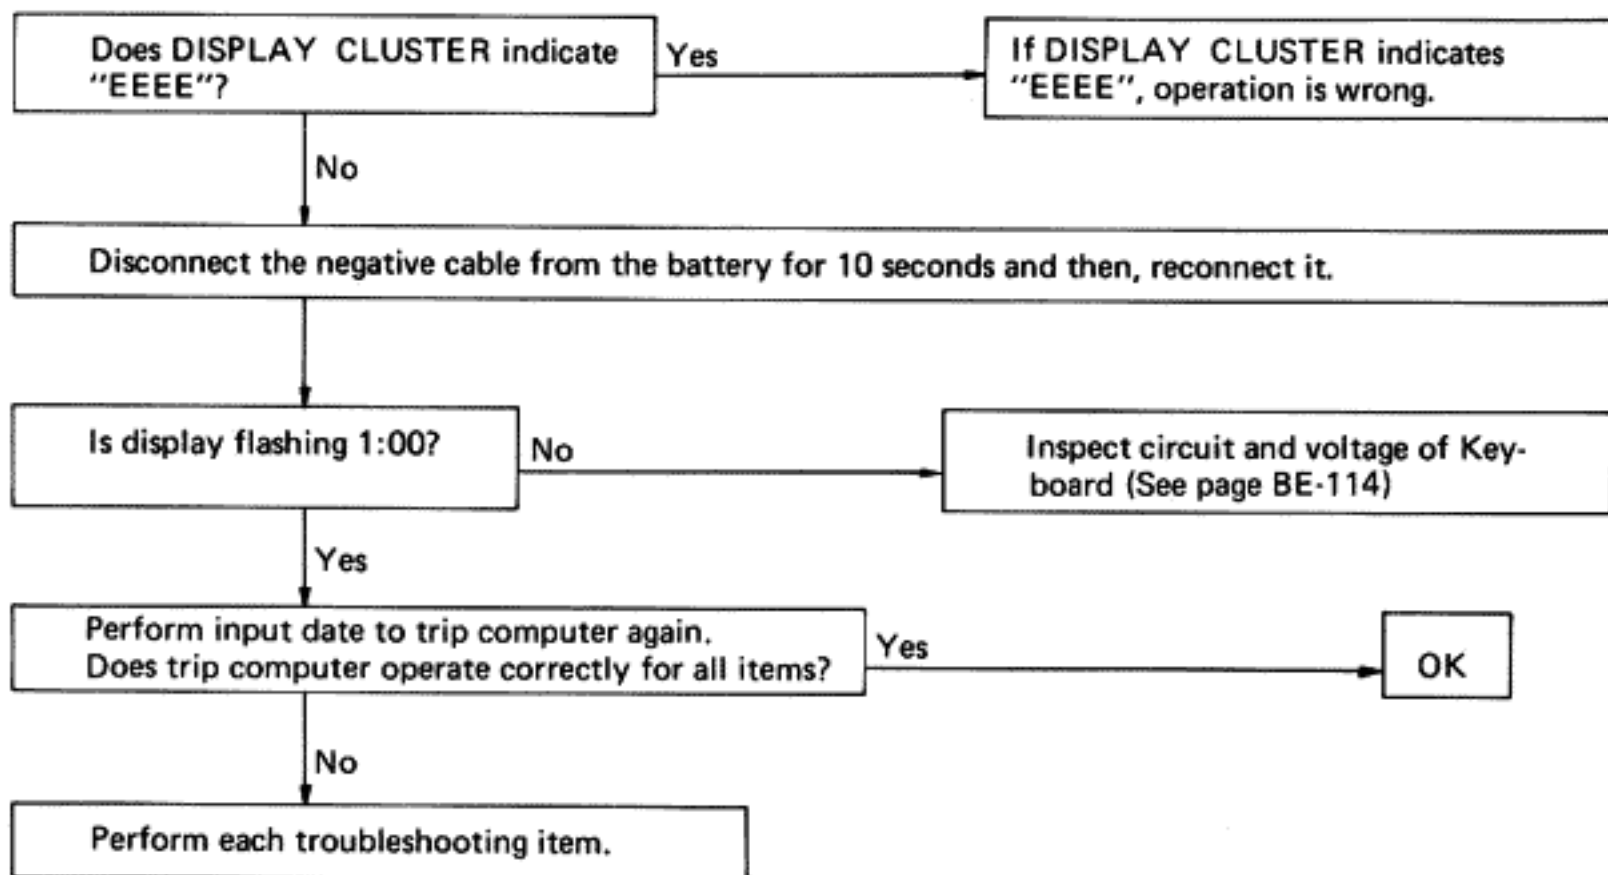 Does DISPLAY CLUSTER indicate
"EEEE"?
Yes
If DISPLAY CLUSTER indicates
"EEEE", operation is wrong.
No
Disconnect the negative cable from the battery for 10 seconds and then, reconnect it.
Is display flashing 1:00?
No
Inspect circuit and voltage of Key-
board (See page BE-114)
Yes
Perform input date to trip computer again.
Does trip computer operate correctly for all items?
Yes
OK
No
Perform each troubleshooting item.